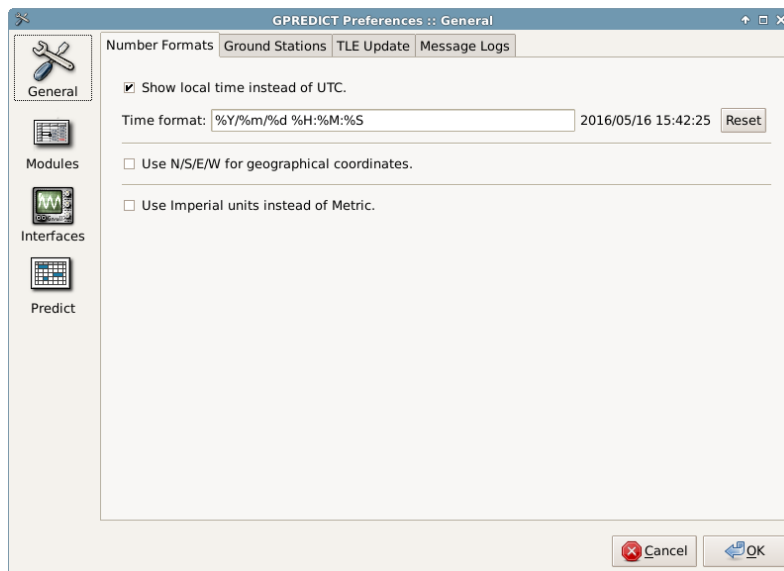 GPREDICT Preferences :: General
General
Modules
Interfaces
Predict
Number Formats Ground Stations TLE Update Message Logs
Show local time instead of UTC.
Time format: %Y/%m/%d %H:%M:%S 2016/05/16 15:42:25 Reset
Use N/S/E/W for geographical coordinates.
Use Imperial units instead of Metric.
Cancel OK